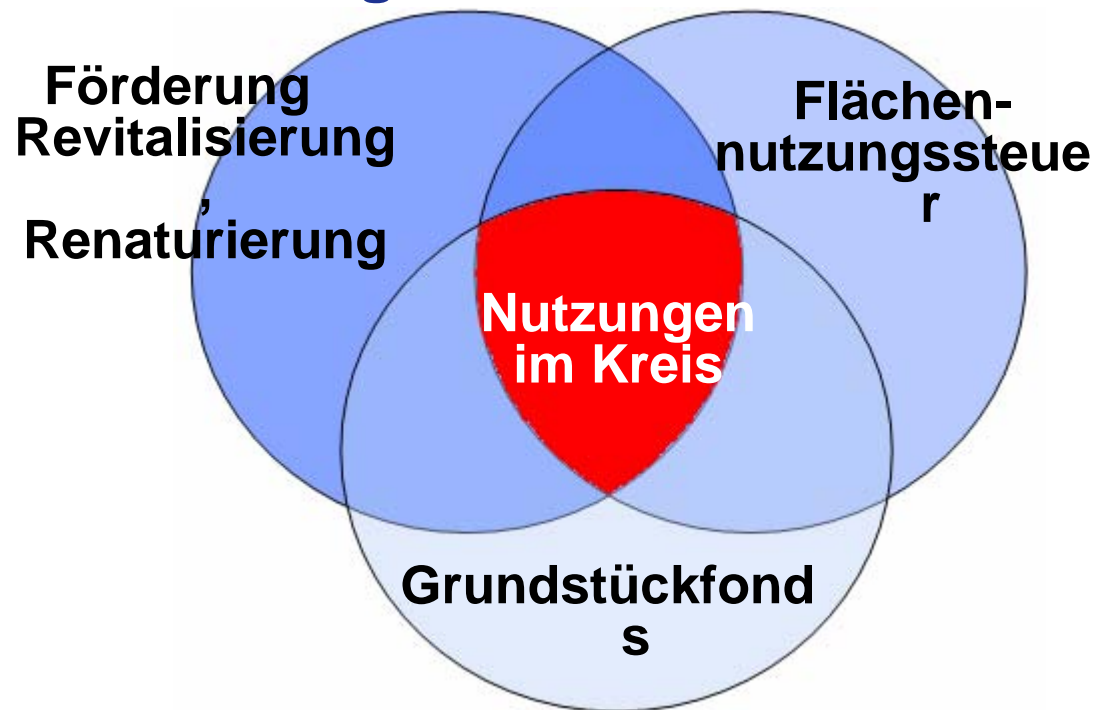 Förderung
Revitalisierung
,
Renaturierung
Flächen-
nutzungssteue
r
Nutzungen
im Kreis
Grundstückfond
s